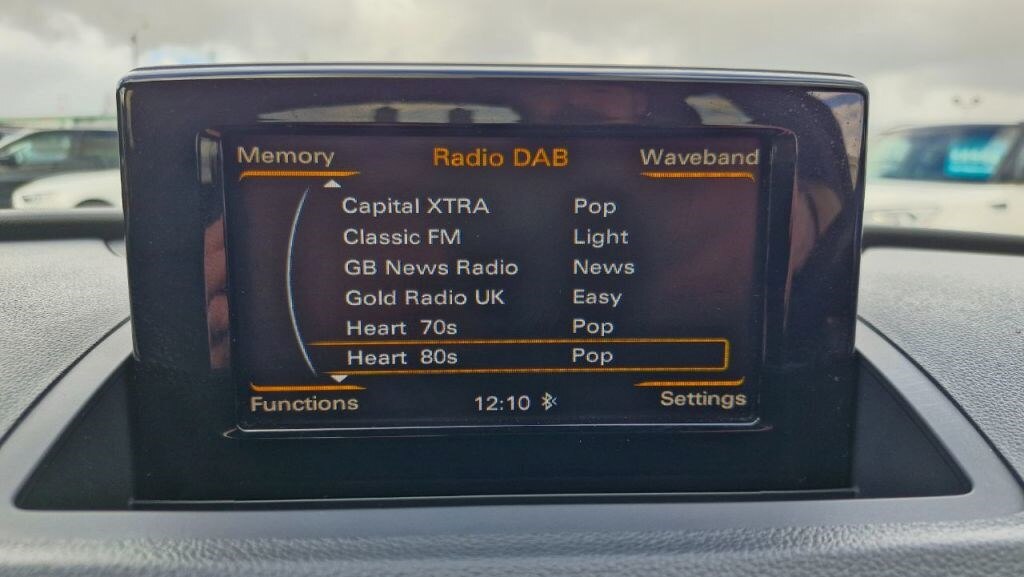 Memory Radio DAB Waveband
Capital XTRA Pop
Classic FM Light
GB News Radio News
Gold Radio UK Easy
Heart 70s Pop
Heart 80s Pop
Functions 12:10 Settings